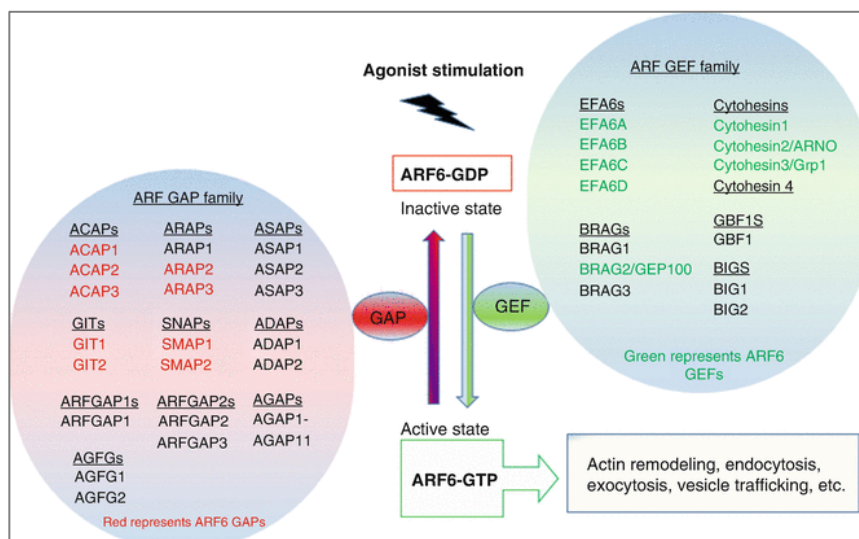 Agonist stimulation
ARF6-GDP
Inactive state
GAP
GEF
Active state
ARF6-GTP
Actin remodeling, endocytosis,
exocytosis, vesicle trafficking, etc.
ARF GAP family
ACAPs
ACAP1
ACAP2
ACAP3
ARAPs
ARAP1
ARAP2
ARAP3
ASAPs
ASAP1
ASAP2
ASAP3
GITs
GIT1
GIT2
SNAPs
SMAP1
SMAP2
ADAPs
ADAP1
ADAP2
ARFGAP1s
ARFGAP1
ARFGAP2s
ARFGAP2
ARFGAP3
AGAPs
AGAP1-
AGAP11
AGFGs
AGFG1
AGFG2
Red represents ARF6 GAPs
ARF GEF family
EFA6s
EFA6A
EFA6B
EFA6C
EFA6D
Cytohesins
Cytohesin1
Cytohesin2/ARNO
Cytohesin3/Grp1
Cytohesin 4
BRAGs
BRAG1
BRAG2/GEP100
BRAG3
GBF1S
GBF1
BIGS
BIG1
BIG2
Green represents ARF6
GEFs